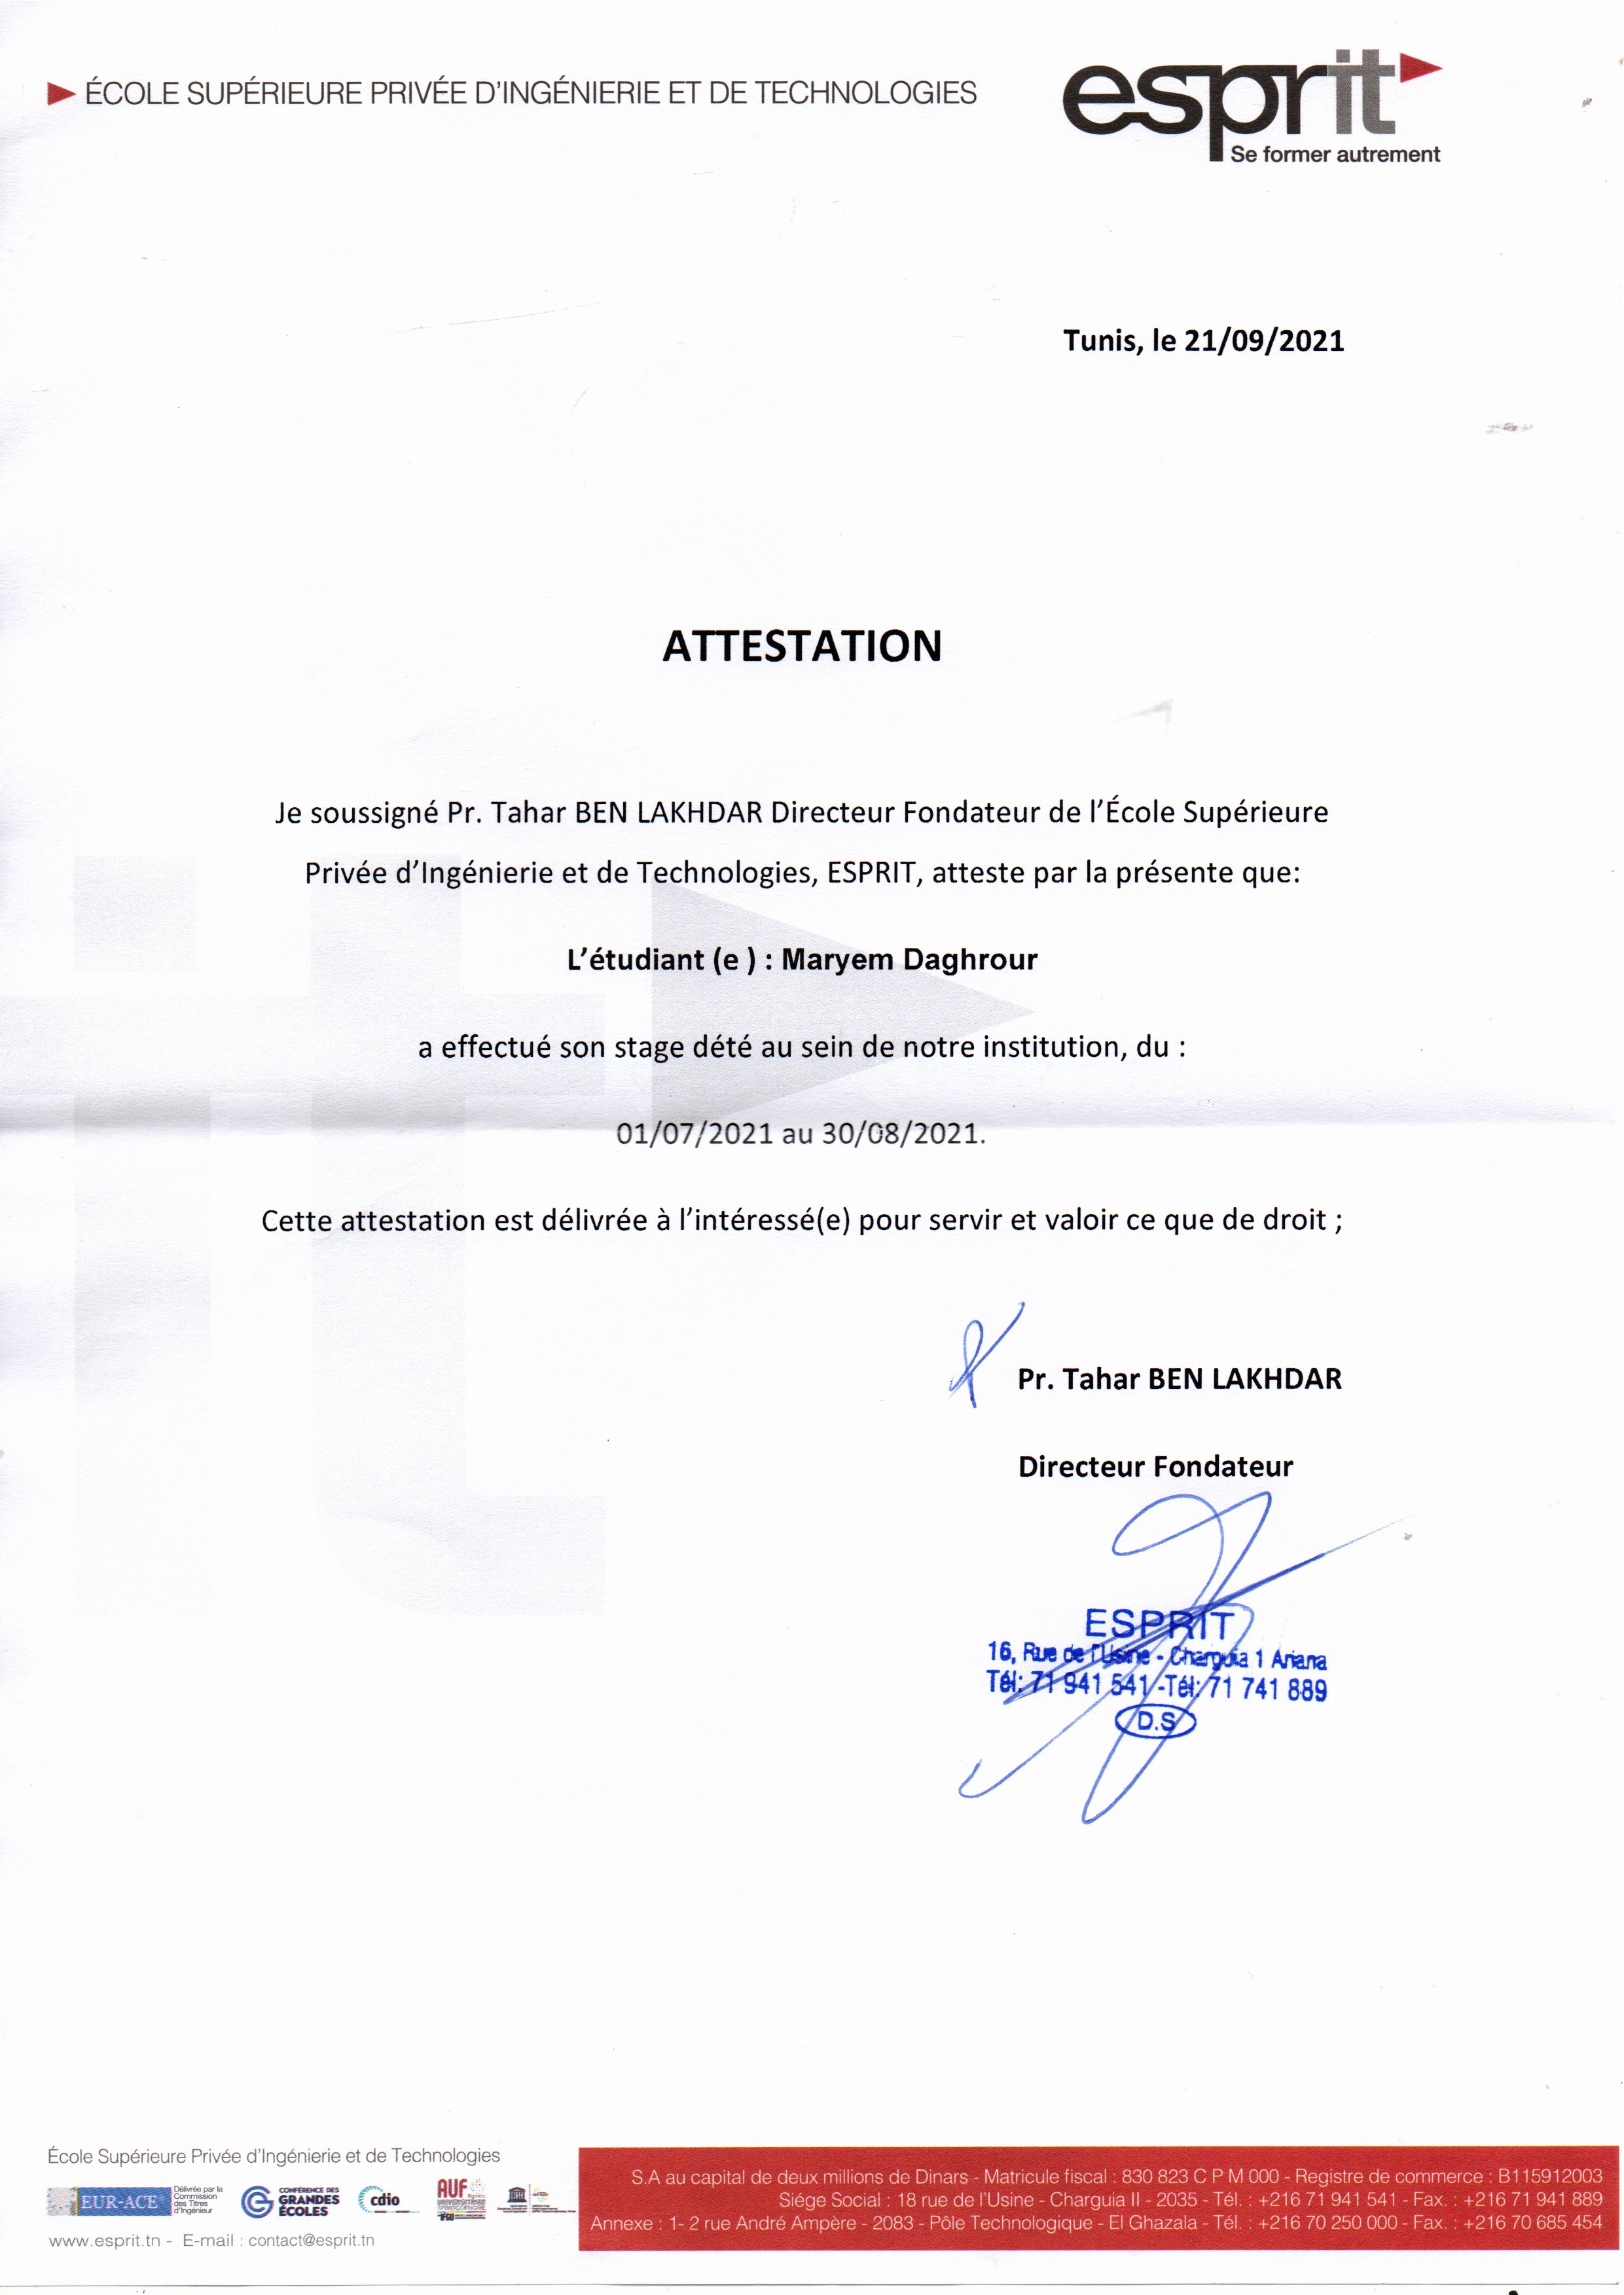 ÉCOLE SUPÉRIEURE PRIVÉE D'INGÉNIERIE ET DE TECHNOLOGIES
esprit
Se former autrement
Tunis, le 21/09/2021
ATTESTATION
Je soussigné Pr. Tahar BEN LAKHDAR Directeur Fondateur de l'École Supérieure
Privée d'Ingénierie et de Technologies, ESPRIT, atteste par la présente que:
L'étudiant (e ) : Maryem Daghrour
a effectué son stage dété au sein de notre institution, du :
01/07/2021 au 30/08/2021.
Cette attestation est délivrée à l'intéressé(e) pour servir et valoir ce que de droit ;
Pr. Tahar BEN LAKHDAR
Directeur Fondateur
ESPRIT
16, Rue de l'Usine - Charguia 1 Ariana
Tél: 71 941 541 -Tél: 71 741 889
D.S
École Supérieure Privée d'Ingénierie et de Technologies
EUR-ACE®
Délivrée par la
Commission
des Titres
d'Ingénieur
CONFÉRENCE DES
GRANDES
ÉCOLES
cdio
AUF
www.esprit.tn - E-mail : contact@esprit.tn
S.A au capital de deux millions de Dinars - Matricule fiscal : 830 823 C P M 000 - Registre de commerce : B115912003
Siége Social : 18 rue de l'Usine - Charguia II - 2035 - Tél. : +216 71 941 541 - Fax. : +216 71 941 889
Annexe : 1- 2 rue André Ampère - 2083 - Pôle Technologique - El Ghazala - Tél. : +216 70 250 000 - Fax. : +216 70 685 454